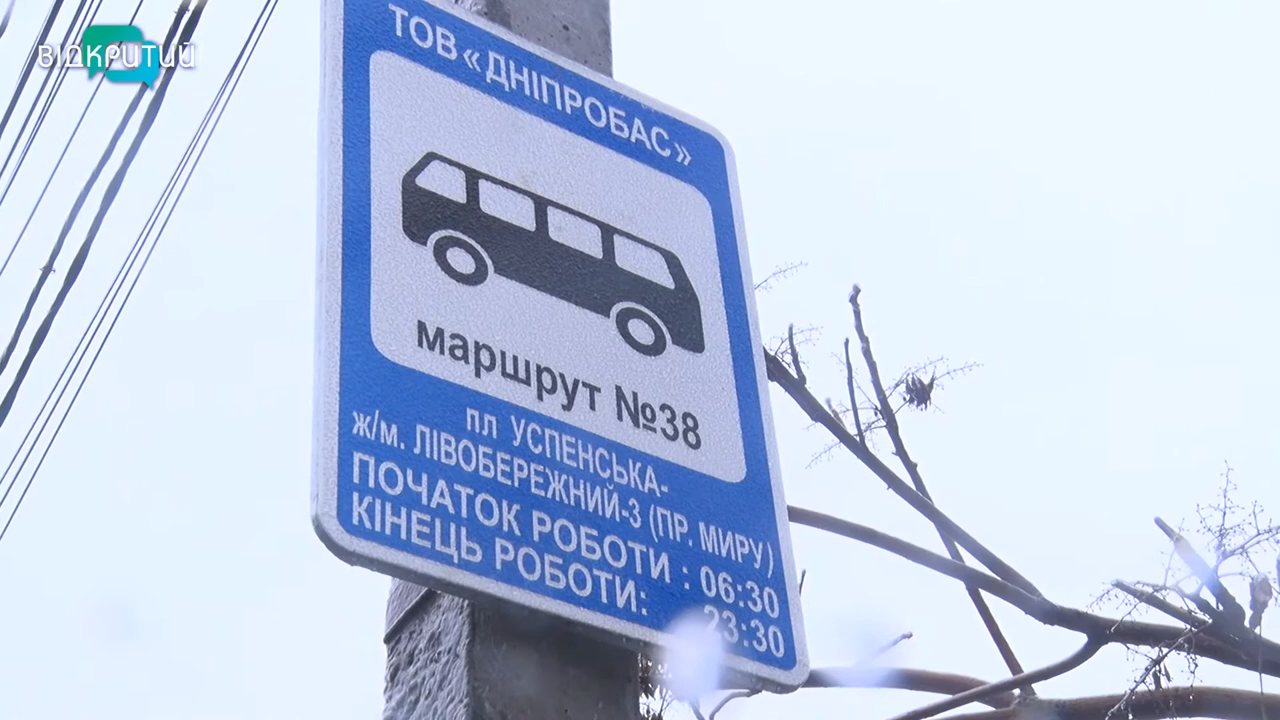 ВІДКРИТИЙ
ТОВ «ДНІПРОБАС»
маршрут №38
пл УСПЕНСЬКА-
ж/м. ЛІВОБЕРЕЖНИЙ-3 (ПР. МИРУ)
ПОЧАТОК РОБОТИ : 06:30
КІНЕЦЬ РОБОТИ: 23:30